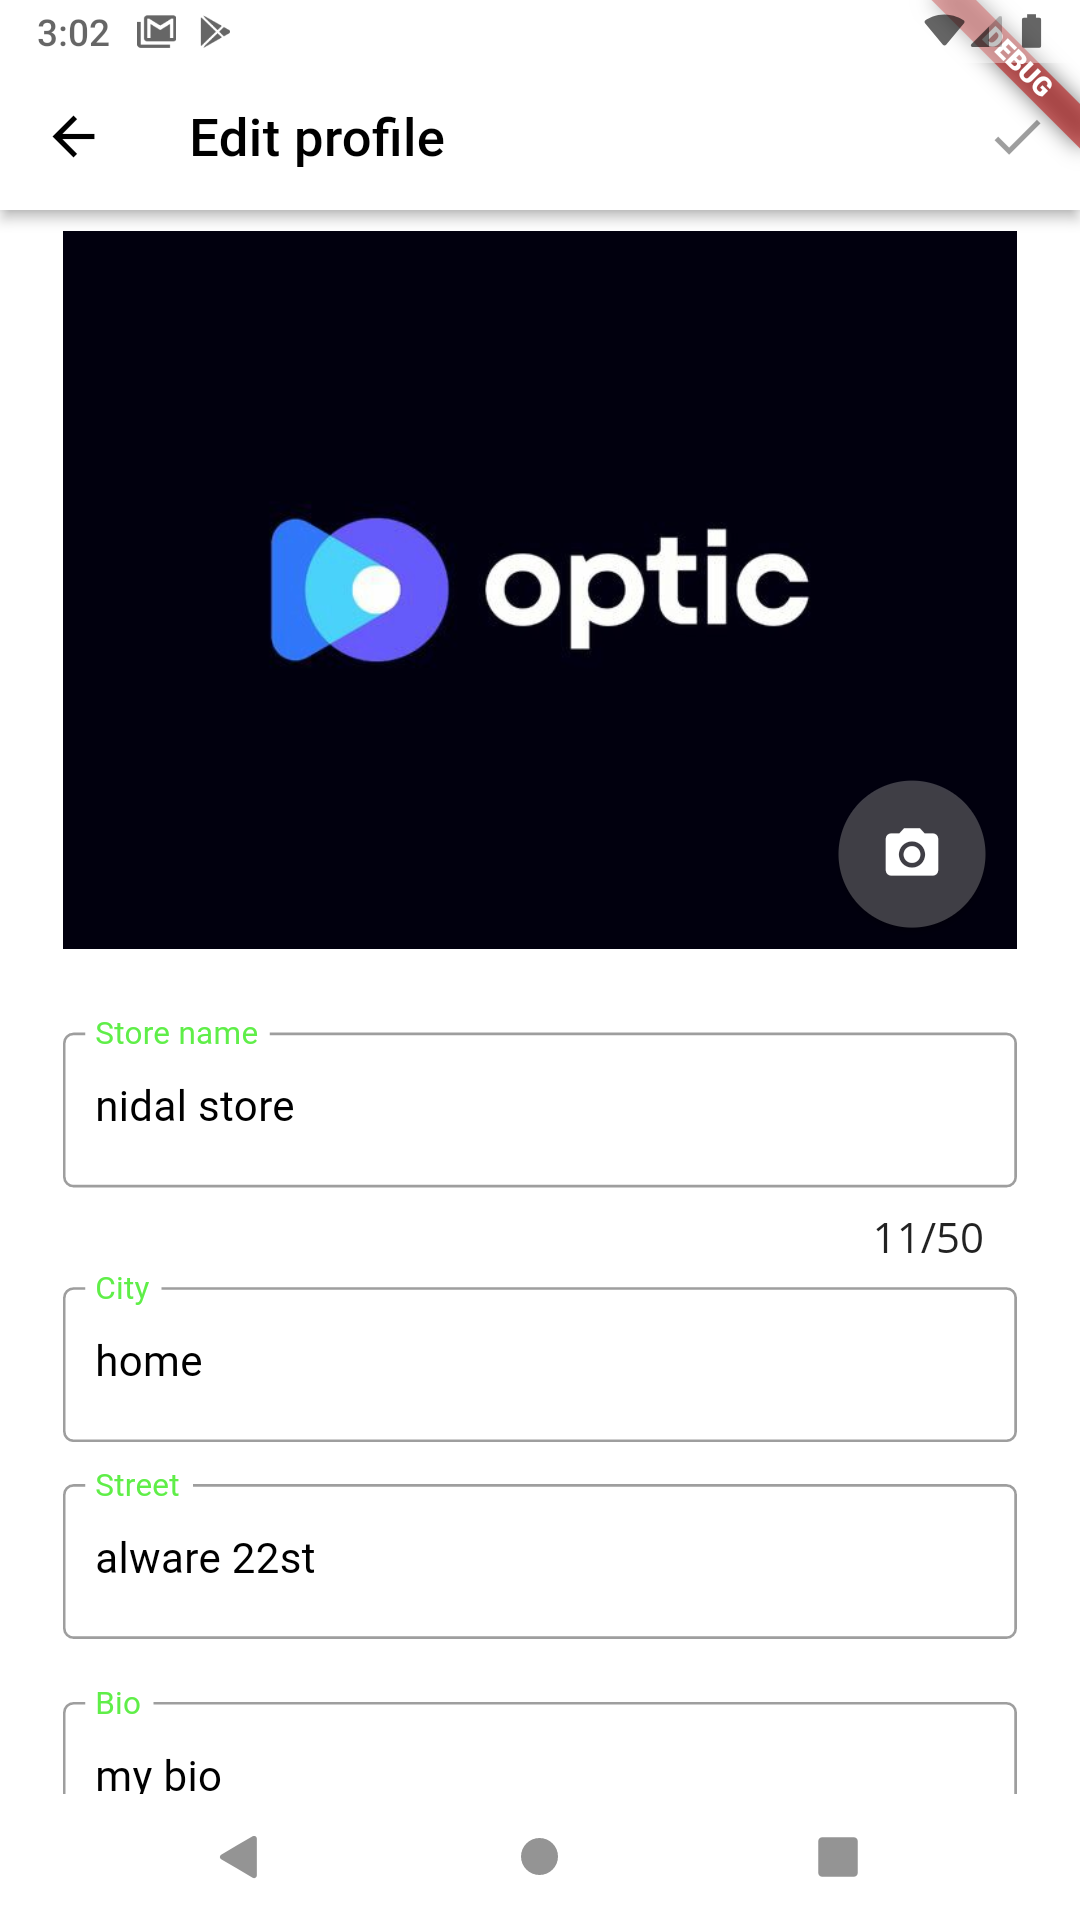 3:02
DEBUG
Edit profile
optic
Store name
nidal store
11/50
City
home
Street
alware 22st
Bio
my bio